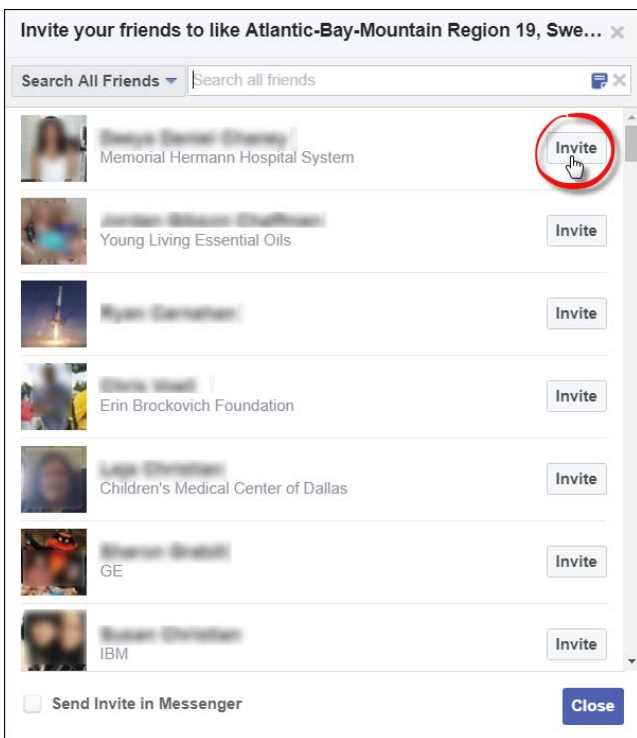 Invite your friends to like Atlantic-Bay-Mountain Region 19, Swe...
Search All Friends Search all friends
Memorial Hermann Hospital System
Invite
Young Living Essential Oils
Invite
Invite
Erin Brockovich Foundation
Invite
Children's Medical Center of Dallas
Invite
GE
Invite
IBM
Invite
Send Invite in Messenger
Close